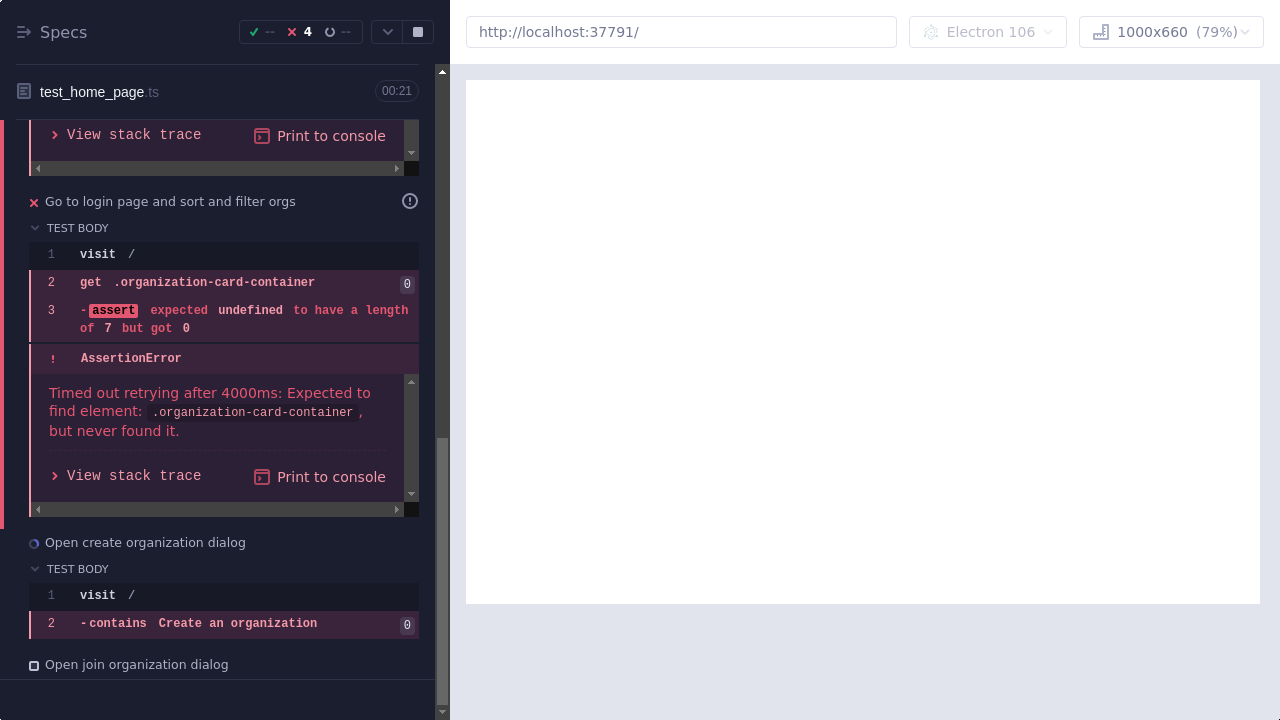 Specs
--
4
--
http://localhost:37791/
Electron 106
1000x660 (79%)
test_home_page.ts
00:21
View stack trace
Print to console
Go to login page and sort and filter orgs
TEST BODY
1 visit /
2 get .organization-card-container 0
3 -assert expected undefined to have a length
of 7 but got 0
! AssertionError
Timed out retrying after 4000ms: Expected to
find element: .organization-card-container,
but never found it.
View stack trace
Print to console
Open create organization dialog
TEST BODY
1 visit /
2 -contains Create an organization 0
Open join organization dialog